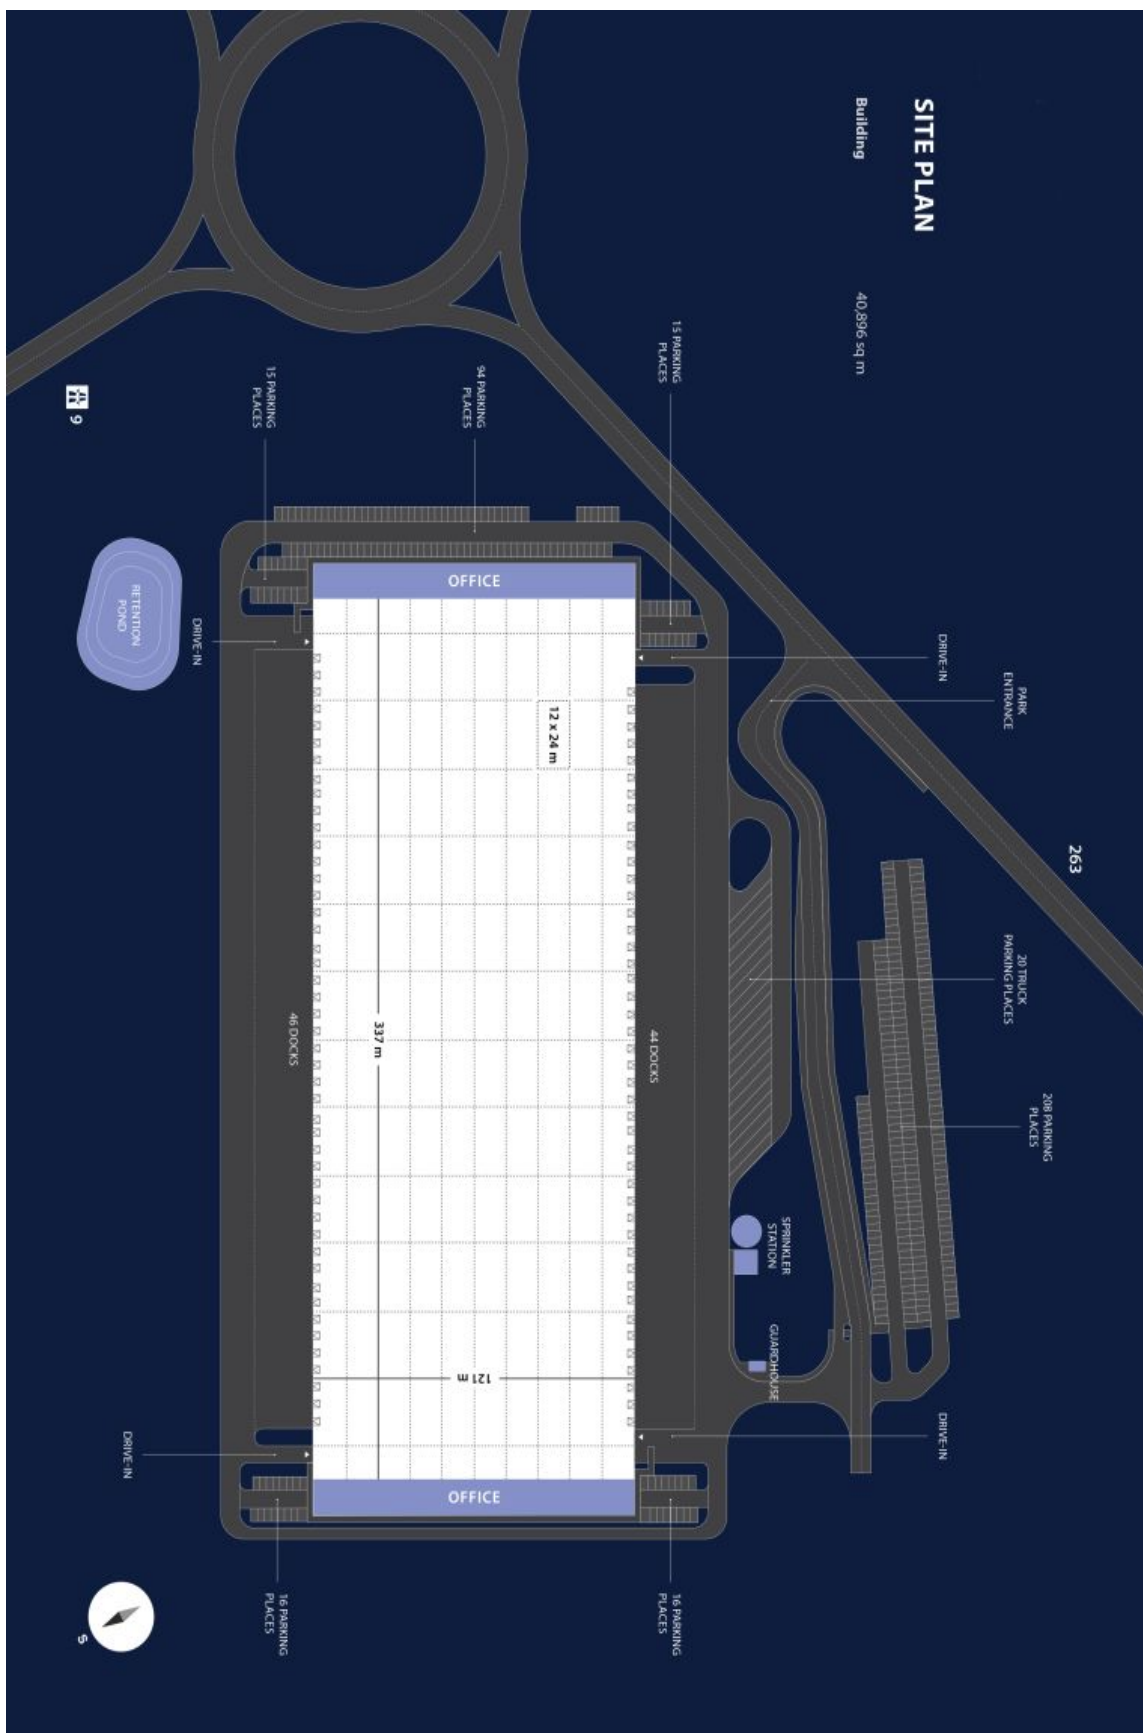 SITE PLAN
Building
40,896 sq m
15 PARKING
PLACES
94 PARKING
PLACES
15 PARKING
PLACES
9
RETENTION
POND
DRIVE-IN
OFFICE
DRIVE-IN
PARK
ENTRANCE
12 x 24 m
263
20 TRUCK
PARKING PLACES
208 PARKING
PLACES
46 DOCKS
337 m
44 DOCKS
SPRINKLER
STATION
GUARDHOUSE
121 m
DRIVE-IN
DRIVE-IN
OFFICE
16 PARKING
PLACES
16 PARKING
PLACES
S